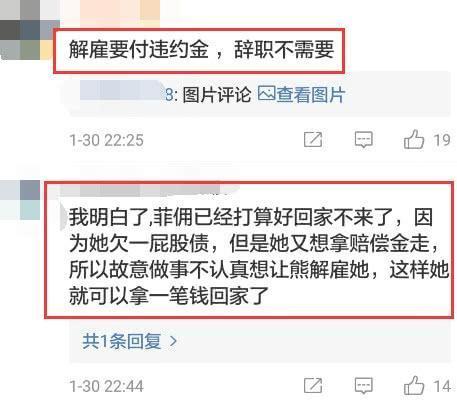 解雇要付违约金，辞职不需要
8: 图片评论 查看图片
1-30 22:25
19
我明白了,菲佣已经打算好回家不来了，因
为她欠一屁股债，但是她又想拿赔偿金走，
所以故意做事不认真想让熊解雇她，这样她
就可以拿一笔钱回家了
共1条回复 >
1-30 22:44
14